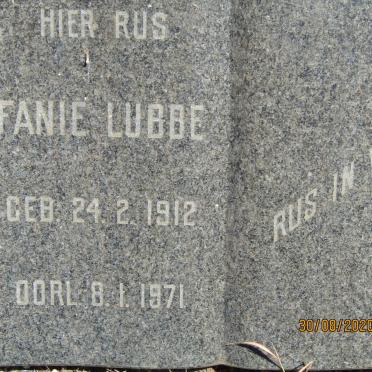 HIER RUS
FANIE LUBBE
GEB. 24.2.1912
OORL. 8.1.1971
RUS IN
30/08/2020